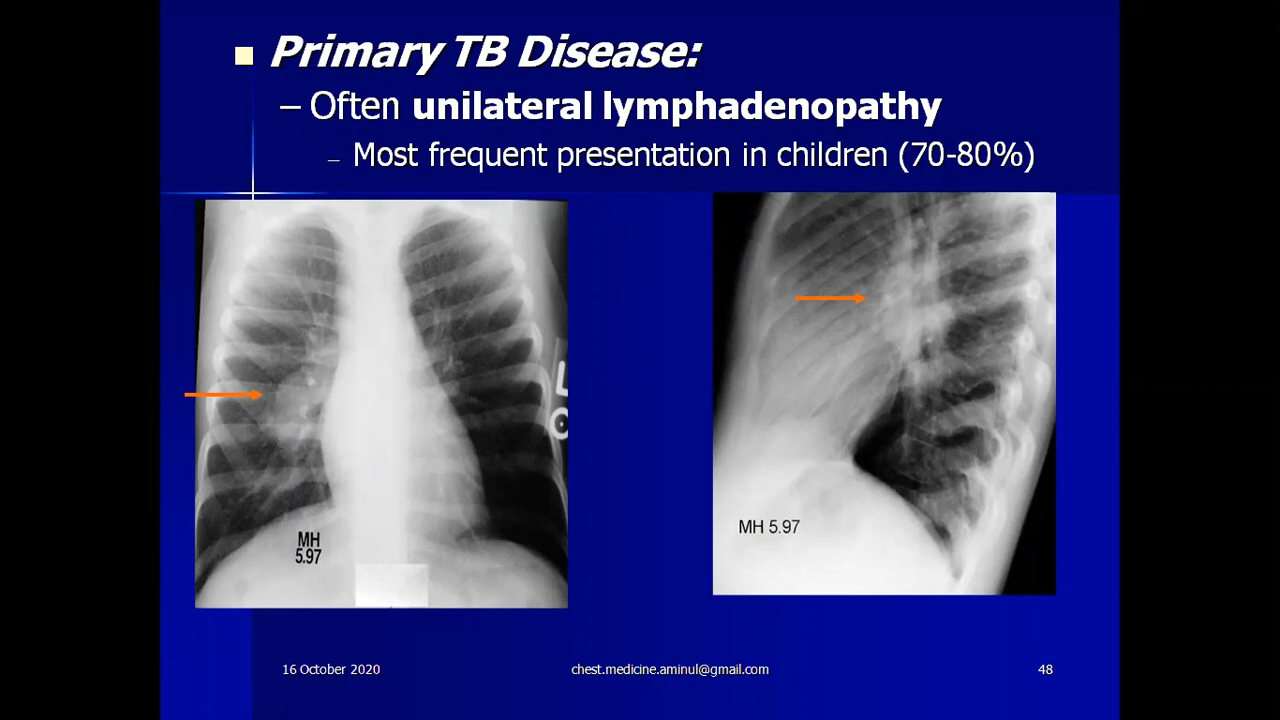 Primary TB Disease:
– Often unilateral lymphadenopathy
– Most frequent presentation in children (70-80%)
L
MH
5.97
MH 5.97
16 October 2020
chest.medicine.aminul@gmail.com
48